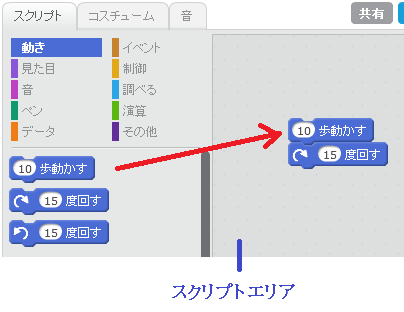 スクリプト コスチューム 音 共有
動き イベント
見た目 制御
音 調べる
ペン 演算
データ その他
10 歩動かす
15 度回す
15 度回す
10 歩動かす
15 度回す
スクリプトエリア